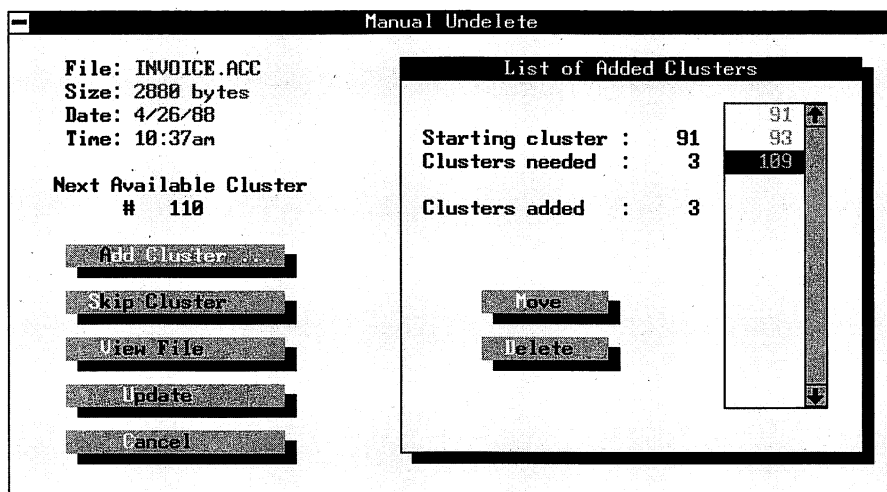 Manual Undelete
File: INVOICE.ACC
Size: 2880 bytes
Date: 4/26/88
Time: 10:37am
Next Available Cluster
# 110
Add Cluster ...
Skip Cluster
View File
Update
Cancel
List of Added Clusters
Starting cluster : 91
Clusters needed : 3
Clusters added : 3
91
93
109
Move
Delete